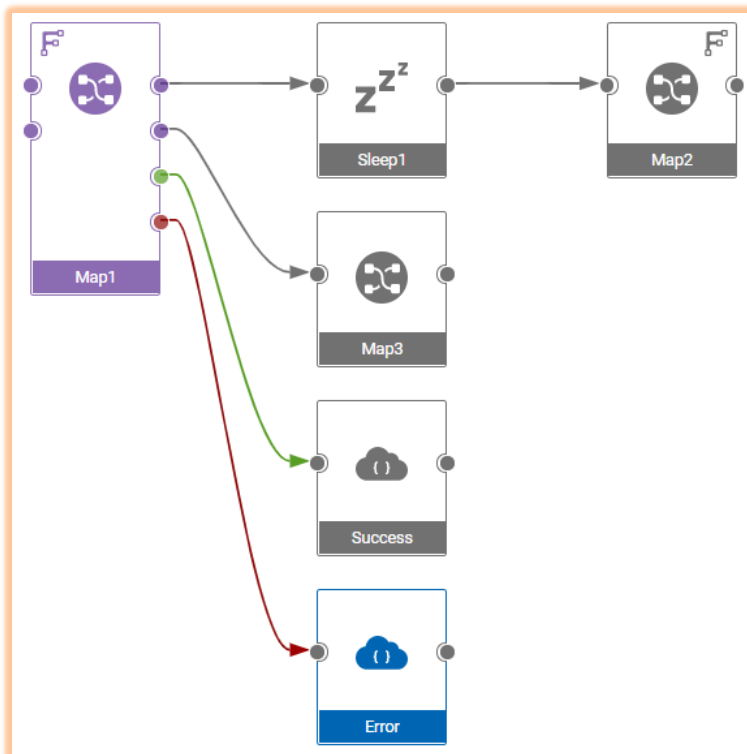 z z z
Sleep1
Map2
Map1
Map3
{ }
Success
{ }
Error